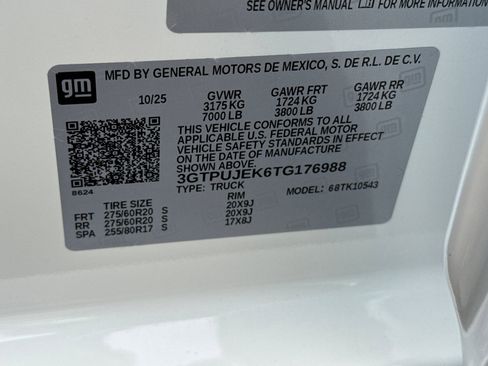 SEE OWNER'S MANUAL FOR MORE INFORMATION
gm
MFD BY GENERAL MOTORS DE MEXICO, S. DE R.L. DE C.V.
10/25 GVWR GAWR FRT GAWR RR
3175 KG 1724 KG 1724 KG
7000 LB 3800 LB 3800 LB
THIS VEHICLE CONFORMS TO ALL
APPLICABLE U.S. FEDERAL MOTOR
VEHICLE SAFETY STANDARDS IN EFFECT
ON THE DATE OF MANUFACTURE
SHOWN ABOVE.
3GTPUJEK6TG176988
8624 TYPE: TRUCK MODEL: 68TK10543
TIRE SIZE RIM
FRT 275/60R20 S 20X9J
RR 275/60R20 S 20X9J
SPA 255/80R17 S 17X8J